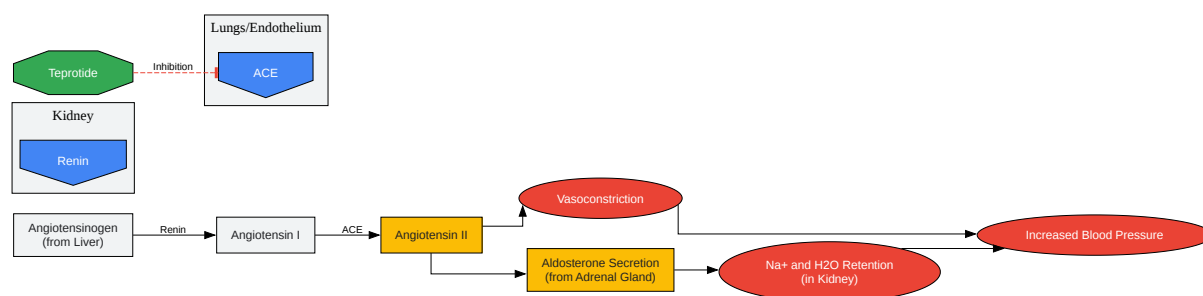 Lungs/Endothelium
Teprotide
Inhibition
ACE
Kidney
Renin
Angiotensinogen
(from Liver)
Renin
Angiotensin I
ACE
Angiotensin II
Vasoconstriction
Aldosterone Secretion
(from Adrenal Gland)
Na+ and H2O Retention
(in Kidney)
Increased Blood Pressure